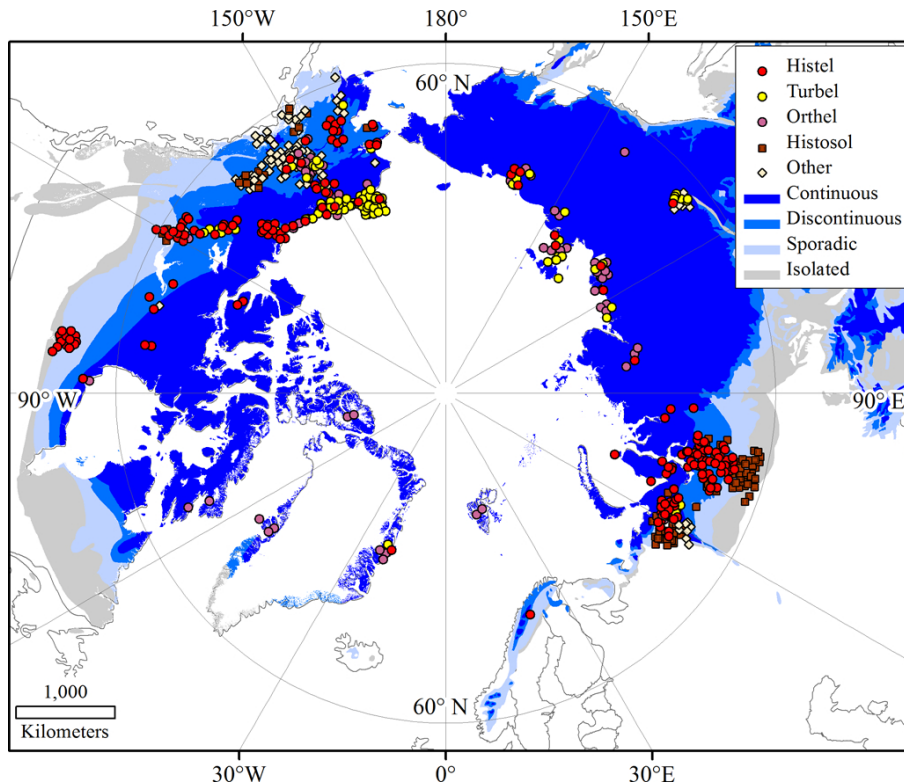 150°W
180°
150°E
60° N
Histel
Turbel
Orthel
Histosol
Other
Continuous
Discontinuous
Sporadic
Isolated
90° W
90° E
1,000
Kilometers
60° N
30°W
0°
30°E